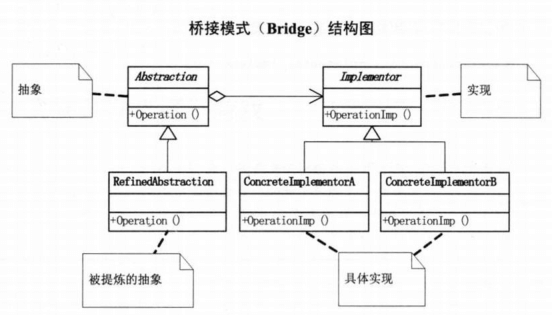 桥接模式（Bridge）结构图
抽象
Abstraction
+Operation ()
Implementor
+OperationImp ()
实现
RefinedAbstraction
+Operation ()
ConcreteImplementorA
+OperationImp ()
ConcreteImplementorB
+OperationImp ()
被提炼的抽象
具体实现